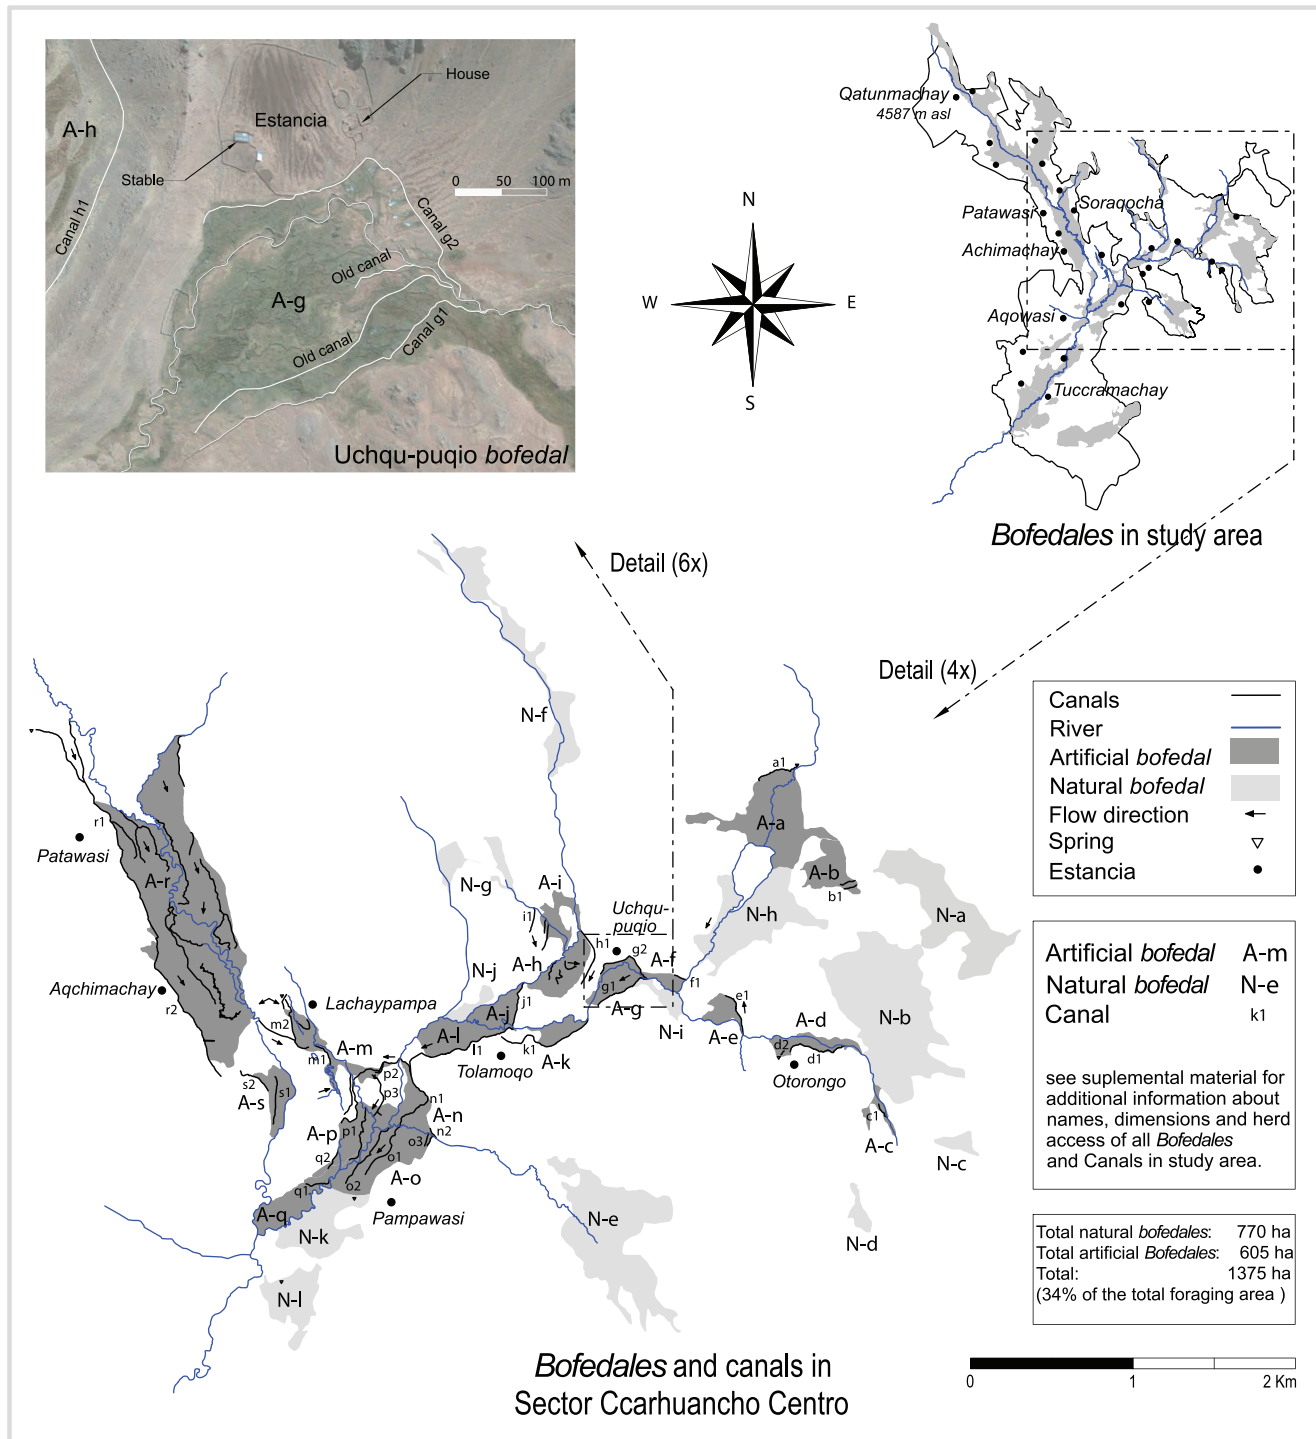 A-h
Canal h1
Stable
Estancia
House
0 50 100 m
Canal g2
Old canal
A-g
Old canal
Canal g1
Uchqu-puqio bofedal
N
W
E
S
Qatunmachay
4587 m asl
Patawasi
Soraqocha
Achimachay
Aqowasi
Tuccramachay
Bofedales in study area
Detail (6x)
Detail (4x)
Canals
River
Artificial bofedal
Natural bofedal
Flow direction
Spring
Estancia
Artificial bofedal A-m
Natural bofedal N-e
Canal k1
see suplemental material for
additional information about
names, dimensions and herd
access of all Bofedales
and Canals in study area.
Total natural bofedales: 770 ha
Total artificial Bofedales: 605 ha
Total: 1375 ha
(34% of the total foraging area )
0 1 2 Km
N-f
a1
A-a
A-b
b1
N-a
N-h
N-b
r1
Patawasi
A-r
Aqchimachay
r2
N-g
A-i
i1
Uchqu-
puqio
h1
g2
A-f
f1
A-h
g1
A-g
N-i
N-j
j1
A-j
A-l
l1
k1
A-k
Tolamoqo
e1
A-e
A-d
d2
d1
Otorongo
c1
A-c
N-c
N-d
Lachaypampa
m2
m1
A-m
s2
s1
A-s
p2
p3
n1
A-n
n2
A-p
p1
o3
o1
q2
o2
A-o
q1
Pampawasi
A-q
N-k
N-e
N-l
Bofedales and canals in
Sector Ccarhuancho Centro